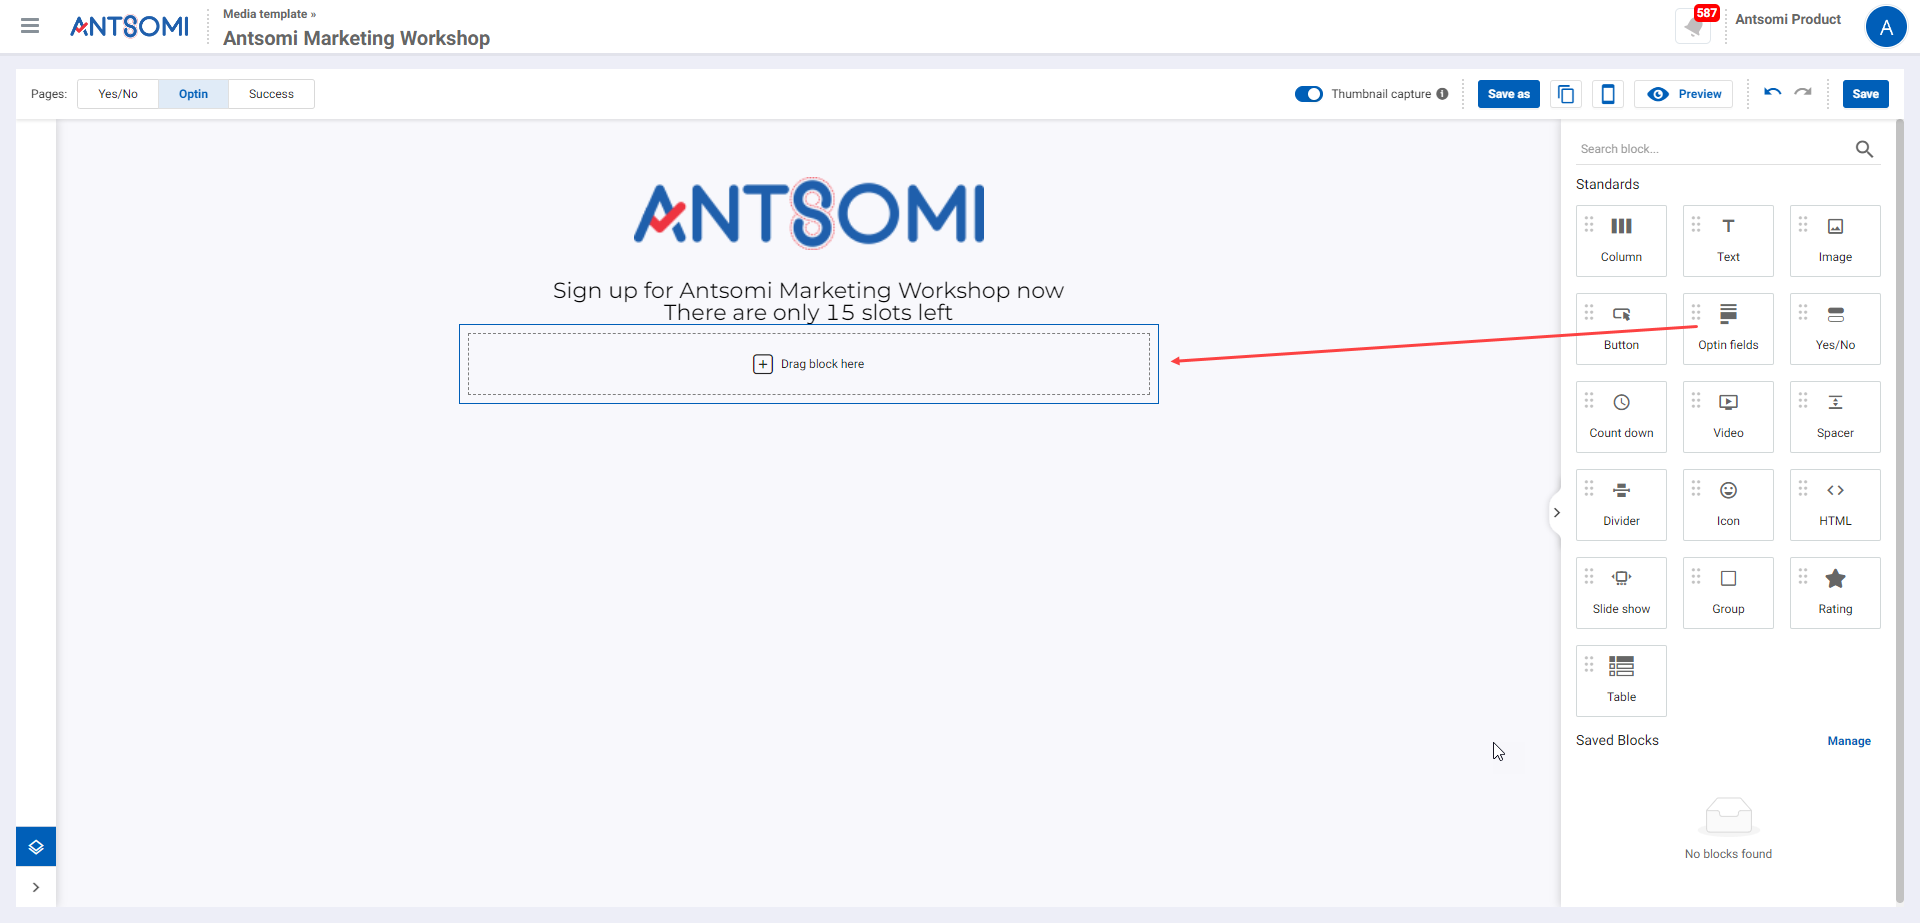 ANTSOMI
Media template »
Antsomi Marketing Workshop
587
Antsomi Product
A
Pages:
Yes/No
Optin
Success
Thumbnail capture
Save as
Preview
Save
ANTSOMI
Sign up for Antsomi Marketing Workshop now
There are only 15 slots left
Drag block here
Search block...
Standards
Column
Text
Image
Button
Optin fields
Yes/No
Count down
Video
Spacer
Divider
Icon
HTML
Slide show
Group
Rating
Table
Saved Blocks
Manage
No blocks found